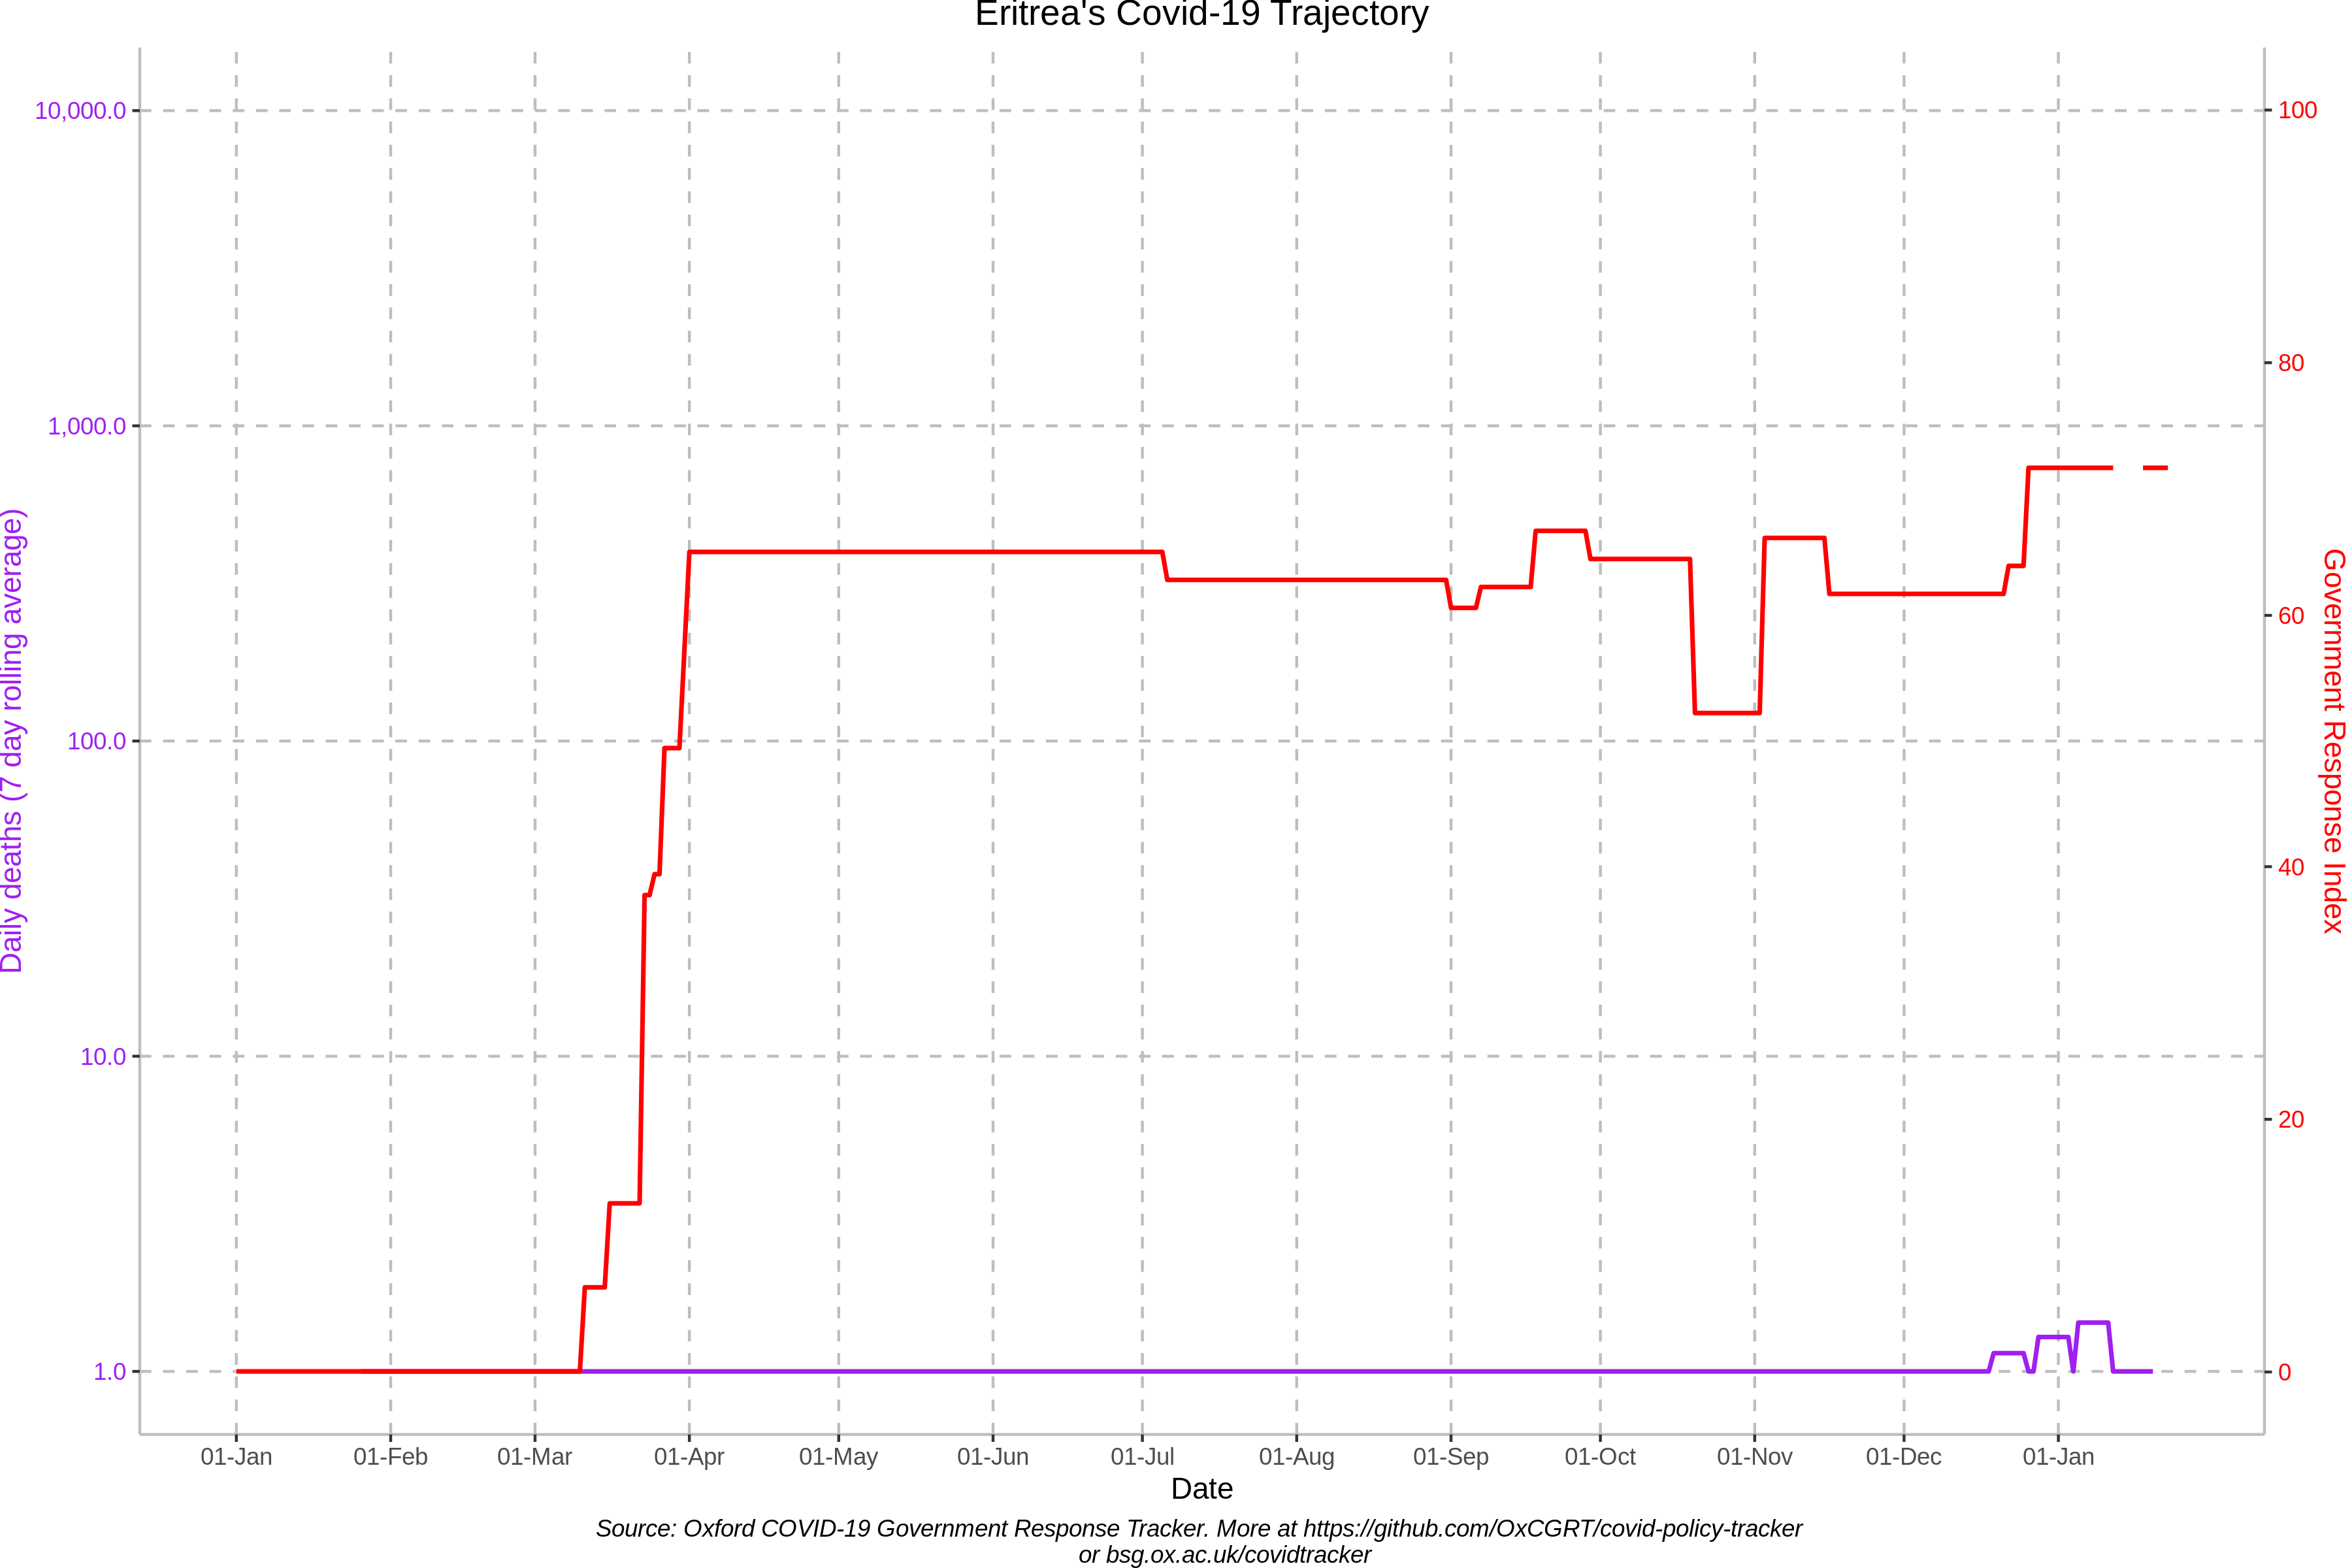 Eritrea's Covid-19 Trajectory
10,000.0
1,000.0
100.0
10.0
1.0
Daily deaths (7 day rolling average)
100
80
60
40
20
0
Government Response Index
01-Jan 01-Feb 01-Mar 01-Apr 01-May 01-Jun 01-Jul 01-Aug 01-Sep 01-Oct 01-Nov 01-Dec 01-Jan
Date
Source: Oxford COVID-19 Government Response Tracker. More at https://github.com/OxCGRT/covid-policy-tracker
or bsg.ox.ac.uk/covidtracker